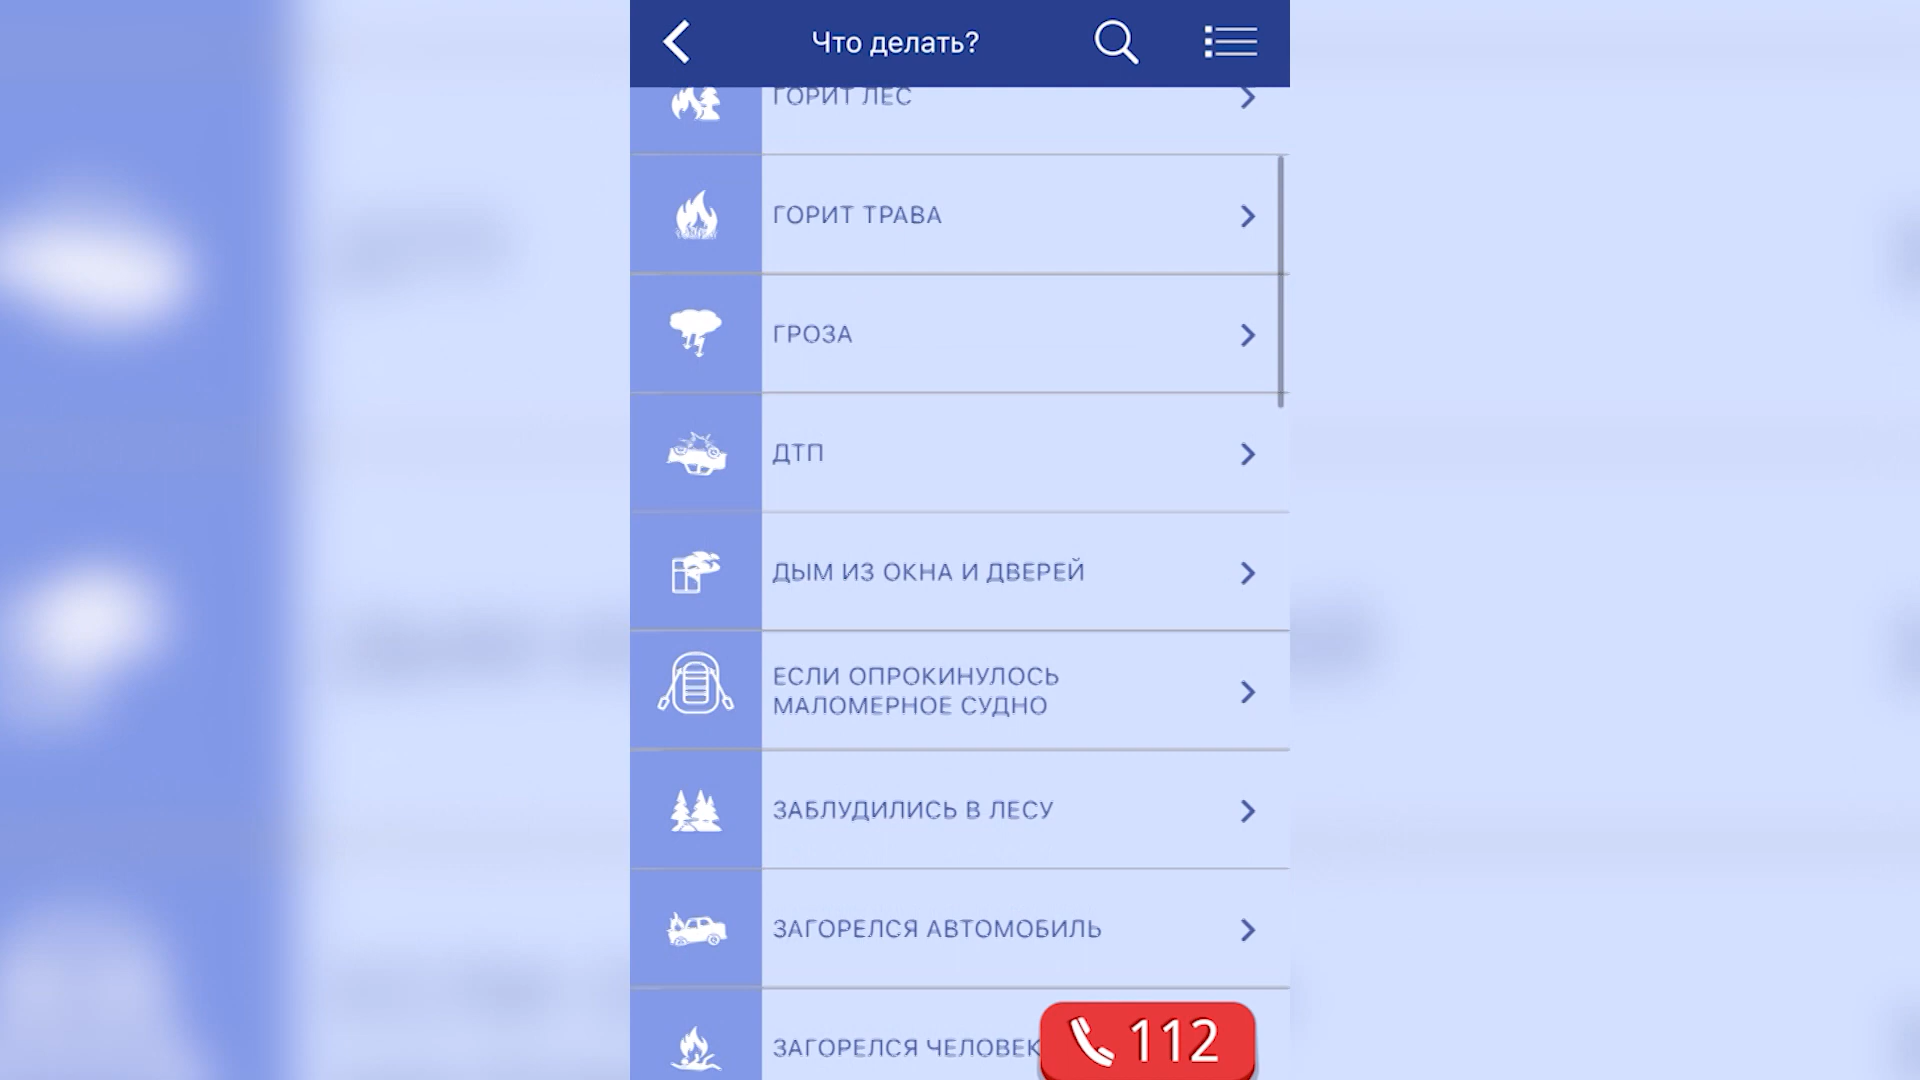 Что делать?
ГОРИТ ЛЕС
ГОРИТ ТРАВА
ГРОЗА
ДТП
ДЫМ ИЗ ОКНА И ДВЕРЕЙ
ЕСЛИ ОПРОКИНУЛОСЬ
МАЛОМЕРНОЕ СУДНО
ЗАБЛУДИЛИСЬ В ЛЕСУ
ЗАГОРЕЛСЯ АВТОМОБИЛЬ
ЗАГОРЕЛСЯ ЧЕЛОВЕК
112